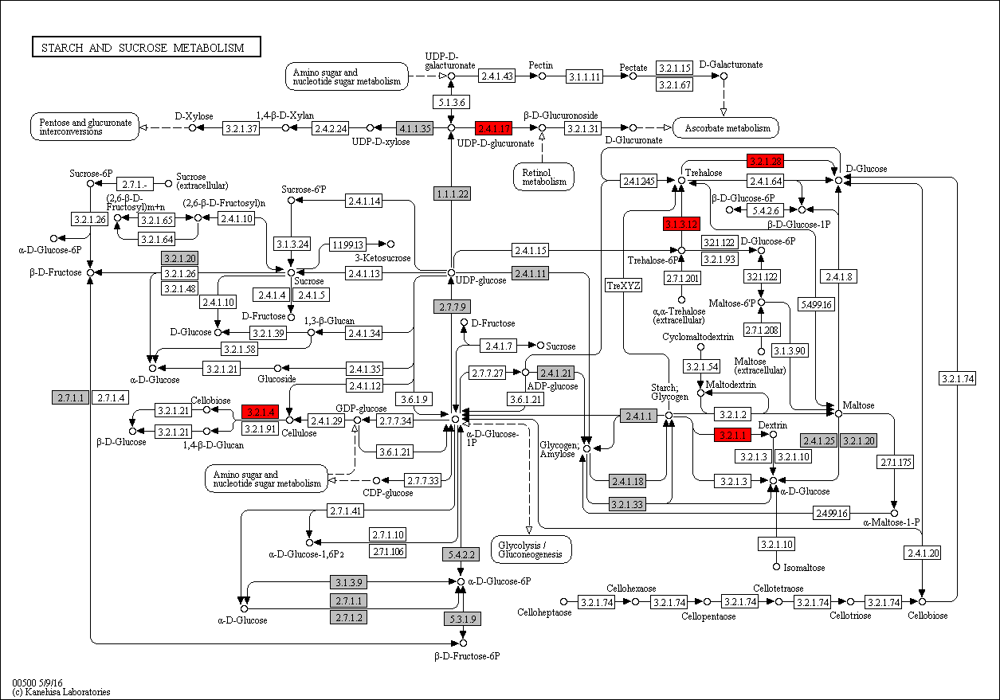 STARCH AND SUCROSE METABOLISM
UDP-D-
galacturonate
Amino sugar and
nucleotide sugar metabolism
2.4.1.43
Pectin
3.1.1.11
Pectate
3.2.1.15
3.2.1.67
D-Galacturonate
5.1.3.6
Pentose and glucuronate
interconversions
D-Xylose
3.2.1.37
1,4-β-D-Xylan
2.4.2.24
UDP-D-xylose
4.1.1.35
2.4.1.17
UDP-D-glucuronate
β-D-Glucuronoside
3.2.1.31
D-Glucuronate
Ascorbate metabolism
Retinol
metabolism
Sucrose-6P
2.7.1.-
Sucrose
(extracellular)
(2,6-β-D-
Fructosyl)m+n
(2,6-β-D-Fructosyl)n
3.2.1.26
3.2.1.65
3.2.1.64
2.4.1.10
α-D-Glucose-6P
Sucrose-6'P
2.4.1.14
1.1.1.22
3.1.3.24
1.1.99.13
3-Ketosucrose
2.4.1.245
Trehalose
3.2.1.28
2.4.1.64
D-Glucose
β-D-Glucose-6P
5.4.2.6
β-D-Glucose-1P
3.1.3.12
2.4.1.15
Trehalose-6P
3.2.1.122
3.2.1.93
D-Glucose-6P
β-D-Fructose
3.2.1.20
3.2.1.26
3.2.1.48
Sucrose
2.4.1.13
UDP-glucose
2.4.1.11
TreXYZ
2.7.1.201
3.2.1.122
2.4.1.8
2.4.1.10
2.4.1.4
2.4.1.5
2.7.7.9
α,α-Trehalose
(extracellular)
Maltose-6'P
5.4.99.16
D-Fructose
1,3-β-Glucan
D-Fructose
D-Glucose
3.2.1.39
2.4.1.34
2.7.1.208
Cyclomaltodextrin
3.2.1.58
2.4.1.7
Sucrose
3.1.3.90
3.2.1.54
Maltose
(extracellular)
α-D-Glucose
3.2.1.21
Glucoside
2.4.1.35
2.7.7.27
2.4.1.21
ADP-glucose
3.2.1.74
2.4.1.12
Starch;
Glycogen
Maltodextrin
2.7.1.1
2.7.1.4
3.6.1.9
3.6.1.21
Cellobiose
3.2.1.21
3.2.1.4
GDP-glucose
2.4.1.29
2.7.7.34
2.4.1.1
3.2.1.2
Maltose
β-D-Glucose
3.2.1.21
1,4-β-D-Glucan
3.2.1.91
Cellulose
α-D-Glucose-
1P
Dextrin
3.2.1.1
2.4.1.25
3.2.1.20
3.6.1.21
Glycogen;
Amylose
3.2.1.3
3.2.1.10
2.7.1.175
Amino sugar and
nucleotide sugar metabolism
2.7.7.33
CDP-glucose
2.4.1.18
3.2.1.3
α-D-Glucose
3.2.1.33
2.7.1.41
2.4.99.16
α-Maltose-1-P
2.7.1.10
2.7.1.106
α-D-Glucose-1,6P2
Glycolysis /
Gluconeogenesis
3.2.1.10
2.4.1.20
5.4.2.2
Isomaltose
3.1.3.9
α-D-Glucose-6P
2.7.1.1
2.7.1.2
α-D-Glucose
5.3.1.9
Cellohexaose
Cellotetraose
3.2.1.74
3.2.1.74
3.2.1.74
3.2.1.74
3.2.1.74
Celloheptaose
Cellopentaose
Cellotriose
Cellobiose
β-D-Fructose-6P
00500 5/9/16
(c) Kanehisa Laboratories